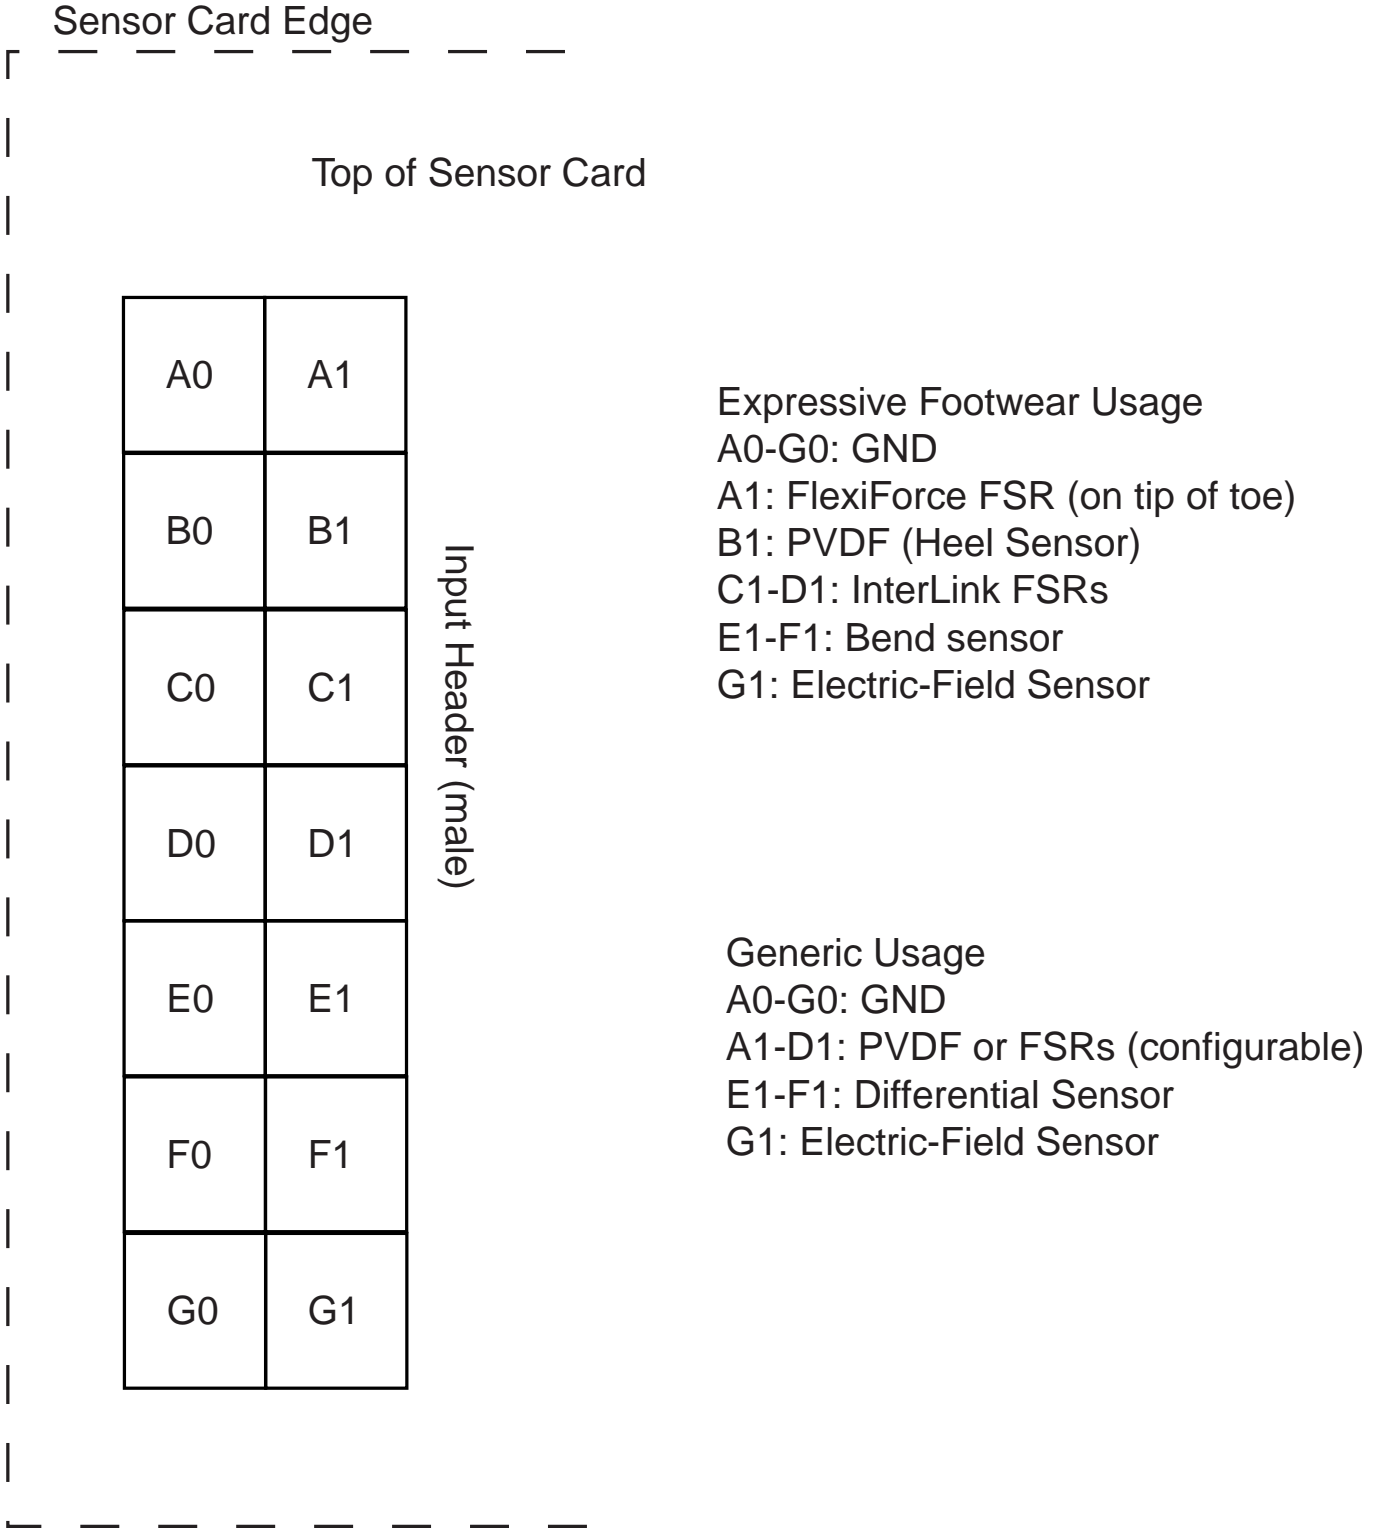 Sensor Card Edge
Top of Sensor Card
A0 A1
B0 B1
C0 C1
D0 D1
E0 E1
F0 F1
G0 G1
Input Header (male)
Expressive Footwear Usage
A0-G0: GND
A1: FlexiForce FSR (on tip of toe)
B1: PVDF (Heel Sensor)
C1-D1: InterLink FSRs
E1-F1: Bend sensor
G1: Electric-Field Sensor
Generic Usage
A0-G0: GND
A1-D1: PVDF or FSRs (configurable)
E1-F1: Differential Sensor
G1: Electric-Field Sensor